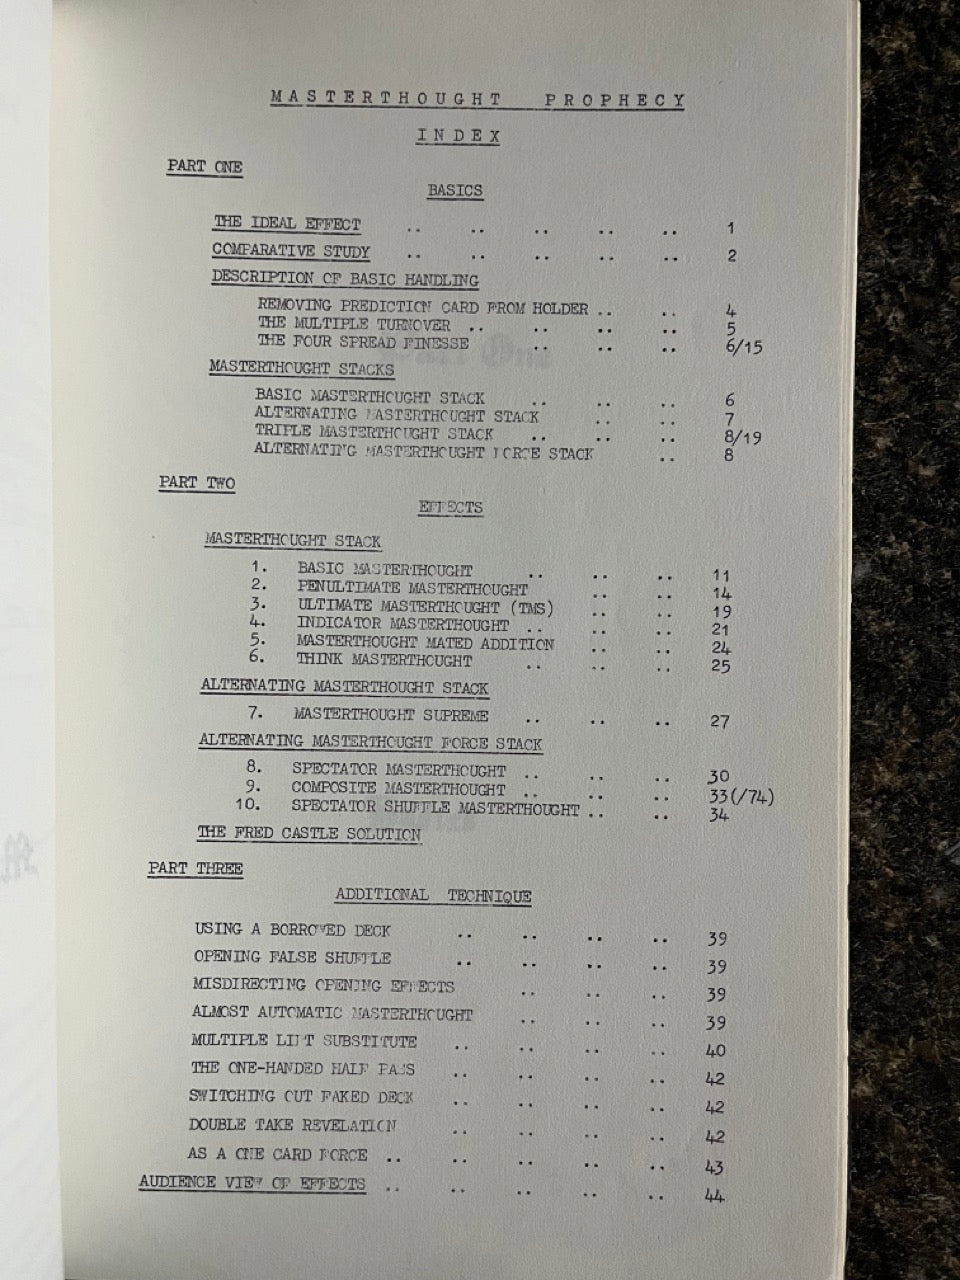 MASTERTHOUGHT PROPHECY
INDEX
PART ONE
BASICS
THE IDEAL EFFECT .. .. .. .. .. 1
COMPARATIVE STUDY .. .. .. .. .. 2
DESCRIPTION OF BASIC HANDLING
REMOVING PREDICTION CARD FROM HOLDER .. .. 4
THE MULTIPLE TURNOVER .. .. .. .. 5
THE FOUR SPREAD FINESSE .. .. .. 6/15
MASTERTHOUGHT STACKS
BASIC MASTERTHOUGHT STACK .. .. .. 6
ALTERNATING MASTERTHOUGHT STACK .. .. 7
TRIPLE MASTERTHOUGHT STACK .. .. .. 8/19
ALTERNATING MASTERTHOUGHT FORCE STACK .. 8
PART TWO
EFFECTS
MASTERTHOUGHT STACK
1. BASIC MASTERTHOUGHT .. .. .. 11
2. PENULTIMATE MASTERTHOUGHT .. .. 14
3. ULTIMATE MASTERTHOUGHT (TMS) .. .. 19
4. INDICATOR MASTERTHOUGHT .. .. .. 21
5. MASTERTHOUGHT MATED ADDITION .. .. 24
6. THINK MASTERTHOUGHT .. .. .. 25
ALTERNATING MASTERTHOUGHT STACK
7. MASTERTHOUGHT SUPREME .. .. .. 27
ALTERNATING MASTERTHOUGHT FORCE STACK
8. SPECTATOR MASTERTHOUGHT .. .. .. 30
9. COMPOSITE MASTERTHOUGHT .. .. .. 33(/74)
10. SPECTATOR SHUFFLE MASTERTHOUGHT .. .. 34
THE FRED CASTLE SOLUTION
PART THREE
ADDITIONAL TECHNIQUE
USING A BORROWED DECK .. .. .. .. 39
OPENING FALSE SHUFFLE .. .. .. .. 39
MISDIRECTING OPENING EFFECTS .. .. .. 39
ALMOST AUTOMATIC MASTERTHOUGHT .. .. .. 39
MULTIPLE LIFT SUBSTITUTE .. .. .. .. 40
THE ONE-HANDED HALF PASS .. .. .. .. 42
SWITCHING OUT FAKED DECK .. .. .. .. 42
DOUBLE TAKE REVELATION .. .. .. .. 42
AS A ONE CARD FORCE .. .. .. .. .. 43
AUDIENCE VIEW OF EFFECTS .. .. .. .. .. 44